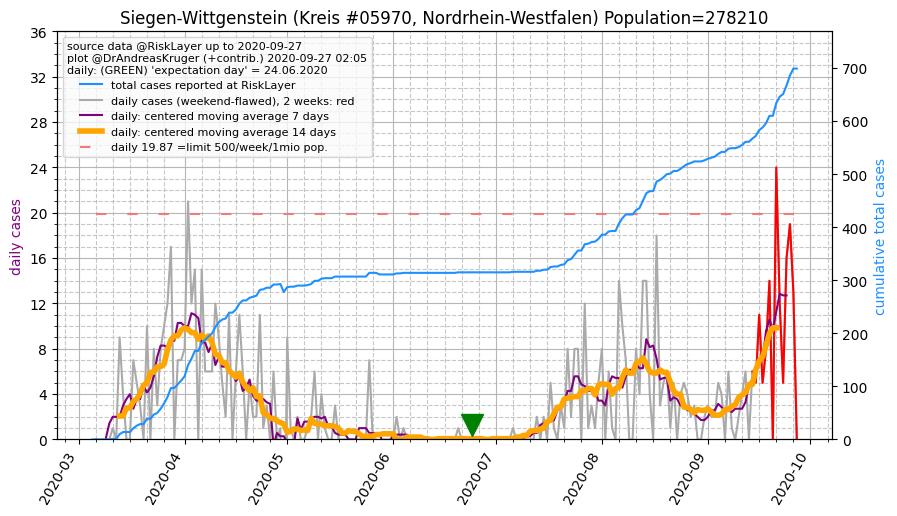 Siegen-Wittgenstein (Kreis #05970, Nordrhein-Westfalen) Population=278210
source data @RiskLayer up to 2020-09-27
plot @DrAndreasKruger (+contrib.) 2020-09-27 02:05
daily: (GREEN) 'expectation day' = 24.06.2020
total cases reported at RiskLayer
daily cases (weekend-flawed), 2 weeks: red
daily: centered moving average 7 days
daily: centered moving average 14 days
daily 19.87 =limit 500/week/1mio pop.
daily cases
36
32
28
24
20
16
12
8
4
0
cumulative total cases
700
600
500
400
300
200
100
0
2020-03
2020-04
2020-05
2020-06
2020-07
2020-08
2020-09
2020-10